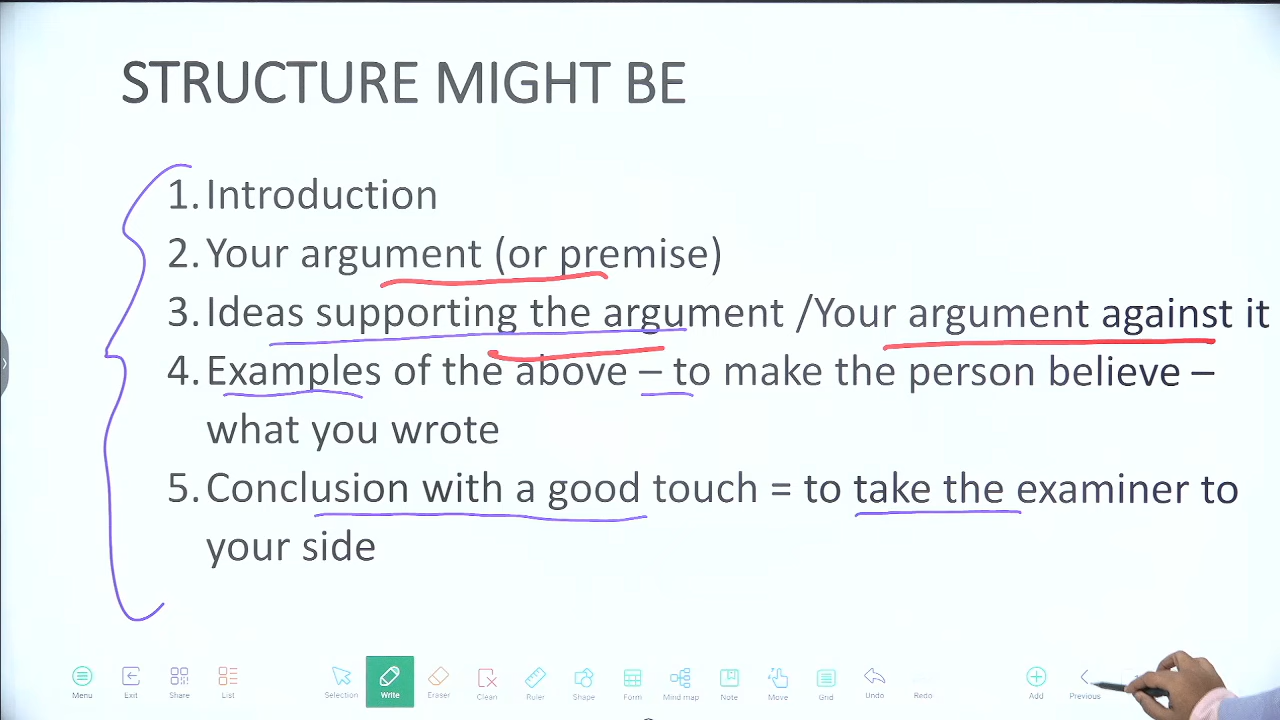 STRUCTURE MIGHT BE
1. Introduction
2. Your argument (or premise)
3. Ideas supporting the argument /Your argument against it
4. Examples of the above – to make the person believe –
what you wrote
5. Conclusion with a good touch = to take the examiner to
your side
Menu Exit Share List Selection Write Eraser Clean Ruler Shape Form Mind map Note Move Grid Undo Redo Add Previous